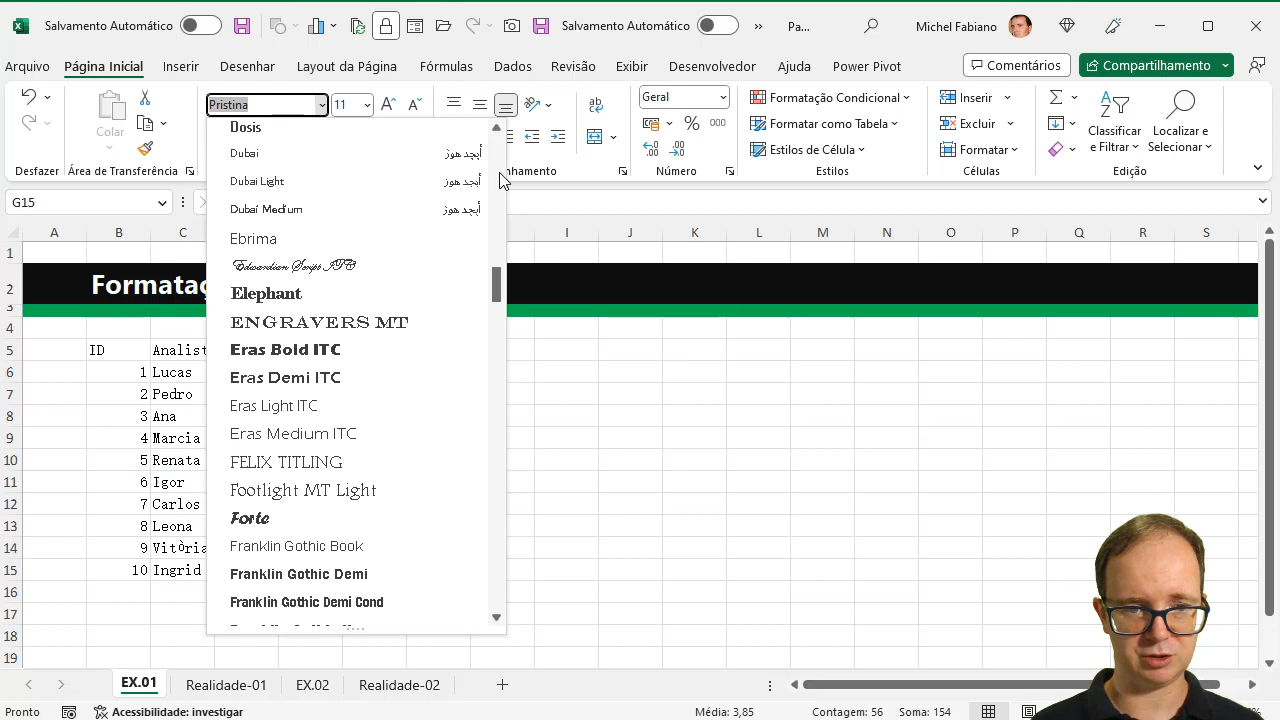 Salvamento Automático
Salvamento Automático
Pa...
Michel Fabiano
Arquivo
Página Inicial
Inserir
Desenhar
Layout da Página
Fórmulas
Dados
Revisão
Exibir
Desenvolvedor
Ajuda
Power Pivot
Comentários
Compartilhamento
Pristina
11
Geral
Formatação Condicional
Inserir
Colar
Formatar como Tabela
Excluir
Classificar
Localizar e
e Filtrar
Selecionar
Estilos de Célula
Formatar
Desfazer
Área de Transferência
nhamento
Número
Estilos
Células
Edição
G15
Dosis
Dubai أبجد هوز
Dubai Light أبجد هوز
Dubai Medium أبجد هوز
Ebrima
Edwardian Script ITC
Elephant
ENGRAVERS MT
Eras Bold ITC
Eras Demi ITC
Eras Light ITC
Eras Medium ITC
FELIX TITLING
Footlight MT Light
Forte
Franklin Gothic Book
Franklin Gothic Demi
Franklin Gothic Demi Cond
A B C I J K L M N O P Q R S
1
2 Formataç
3
4
5 ID Analist
6 1 Lucas
7 2 Pedro
8 3 Ana
9 4 Marcia
10 5 Renata
11 6 Igor
12 7 Carlos
13 8 Leona
14 9 Vitòria
15 10 Ingrid
16
17
18
19
EX.01
Realidade-01
EX.02
Realidade-02
Pronto
Acessibilidade: investigar
Média: 3,85
Contagem: 56
Soma: 154